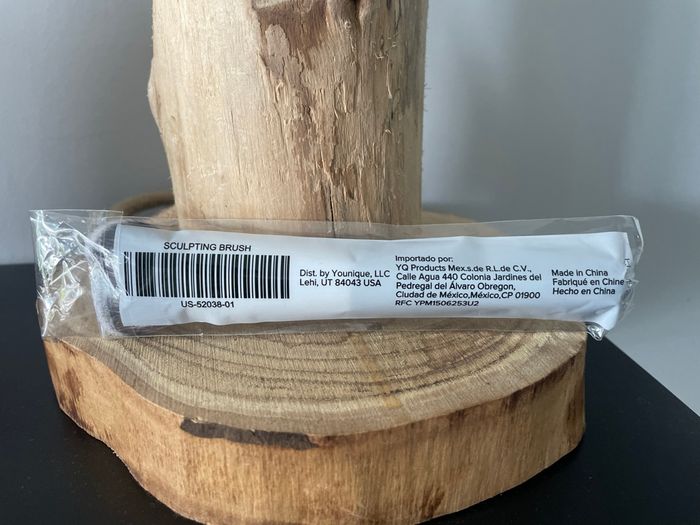 SCULPTING BRUSH
US-52038-01
Dist. by Younique, LLC
Lehi, UT 84043 USA
Importado por:
YQ Products Mex.s.de R.L.de C.V.,
Calle Agua 440 Colonia Jardines del
Pedregal del Álvaro Obregon,
Ciudad de México,México,CP 01900
RFC YPM1506253U2
Made in China
Fabriqué en Chine
Hecho en China